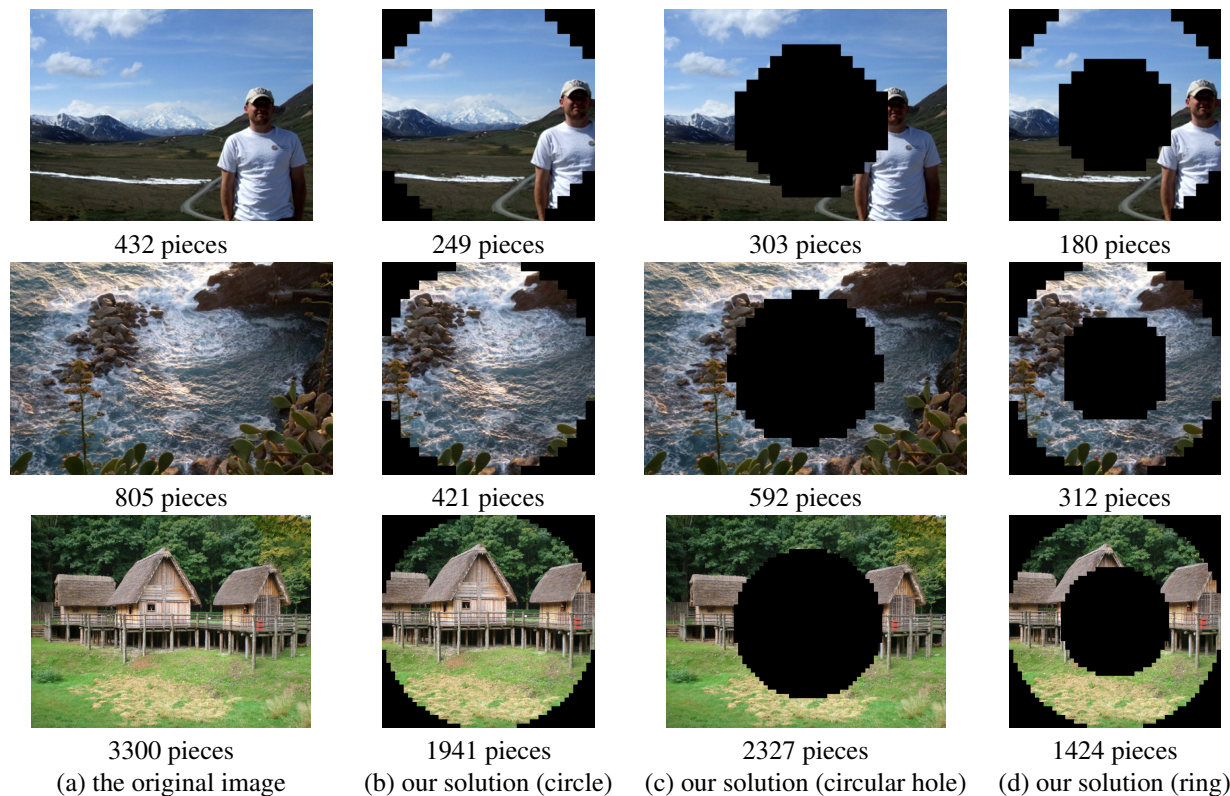 432 pieces
249 pieces
303 pieces
180 pieces
805 pieces
421 pieces
592 pieces
312 pieces
3300 pieces
1941 pieces
2327 pieces
1424 pieces
(a) the original image
(b) our solution (circle)
(c) our solution (circular hole)
(d) our solution (ring)